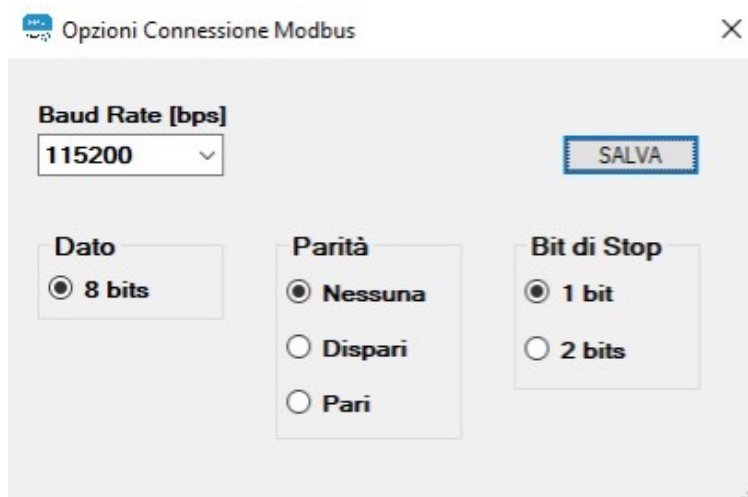 Opzioni Connessione Modbus
Baud Rate [bps]
115200
SALVA
Dato
8 bits
Parità
Nessuna
Dispari
Pari
Bit di Stop
1 bit
2 bits